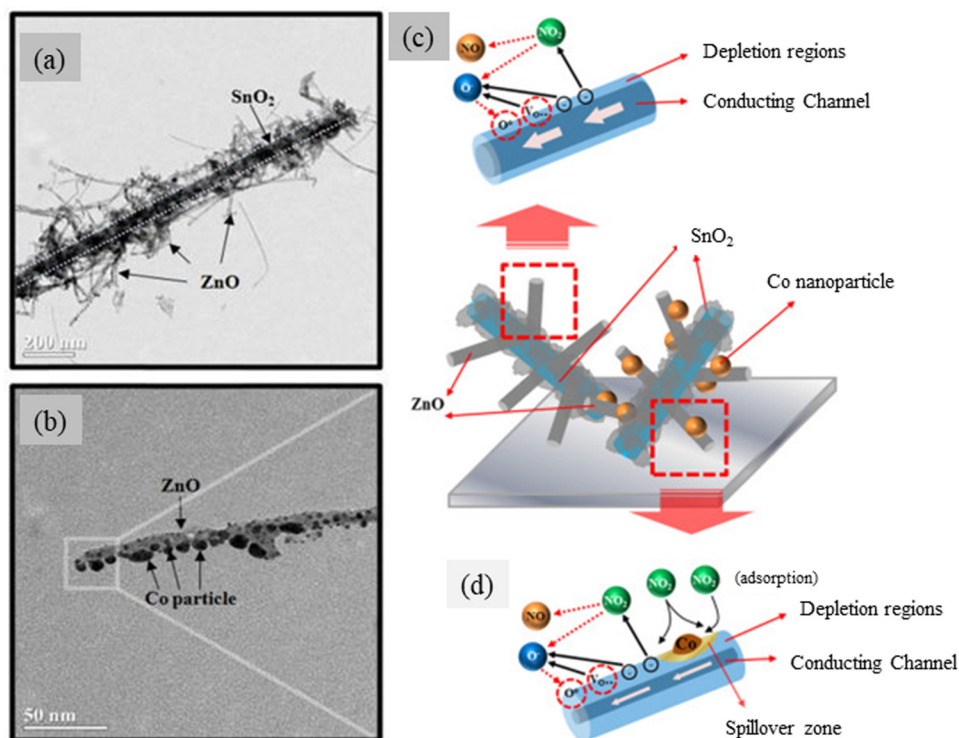 (a)
SnO₂
ZnO
200 nm
(b)
ZnO
Co particle
50 nm
(c)
NO
NO₂
O⁻
O*
Vo••
-
-
Depletion regions
Conducting Channel
SnO₂
Co nanoparticle
ZnO
(d)
NO
NO₂
NO₂
NO₂
(adsorption)
O⁻
O*
Vo••
-
-
Co
Depletion regions
Conducting Channel
Spillover zone